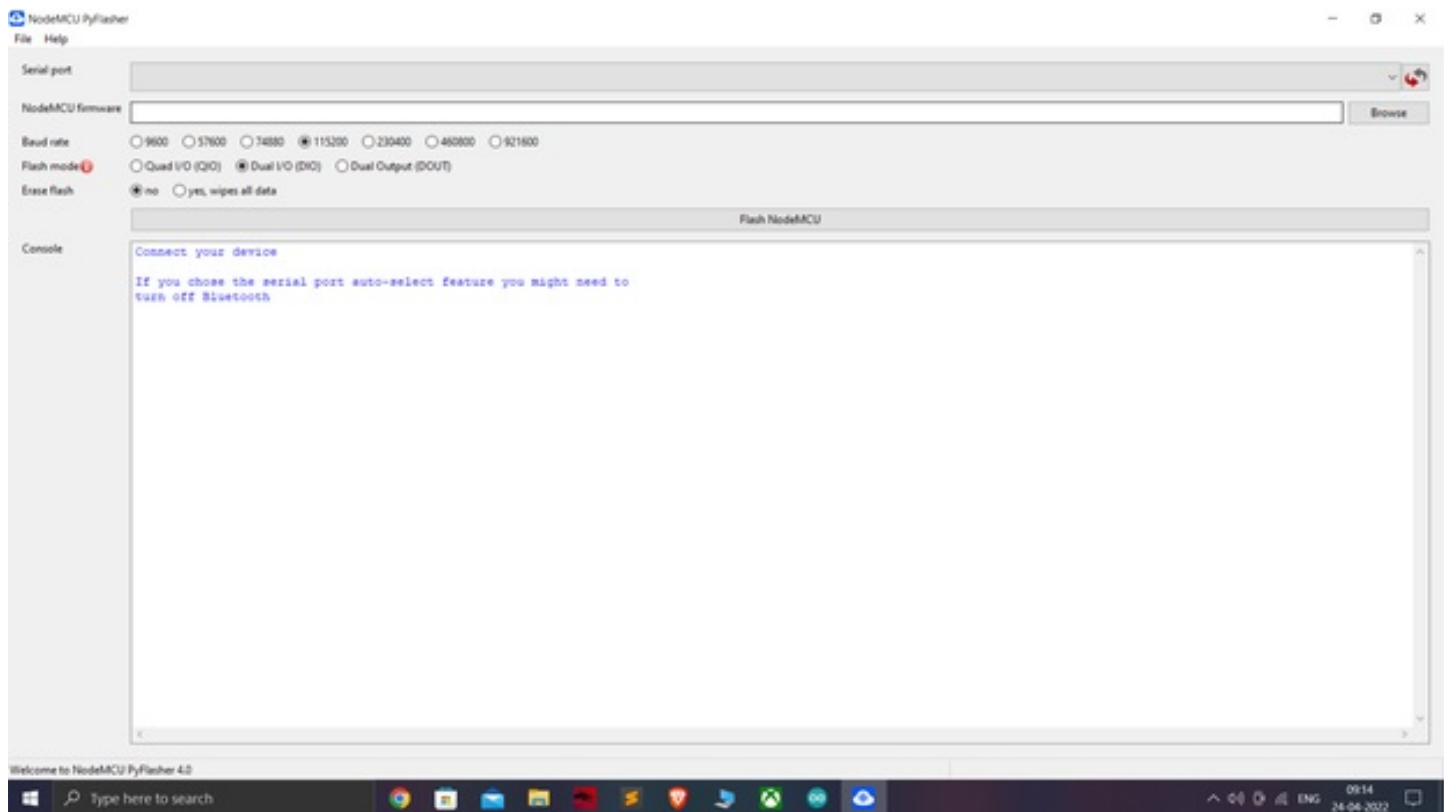 NodeMCU PyFlasher
File Help
Serial port
NodeMCU firmware
Browse
Baud rate 9600 57600 74880 115200 230400 460800 921600
Flash mode Quad I/O (QIO) Dual I/O (DIO) Dual Output (DOUT)
Erase flash no yes, wipes all data
Flash NodeMCU
Console
Connect your device
If you chose the serial port auto-select feature you might need to
turn off Bluetooth
Welcome to NodeMCU PyFlasher 4.0
Type here to search
ENG
09:14
24-04-2022